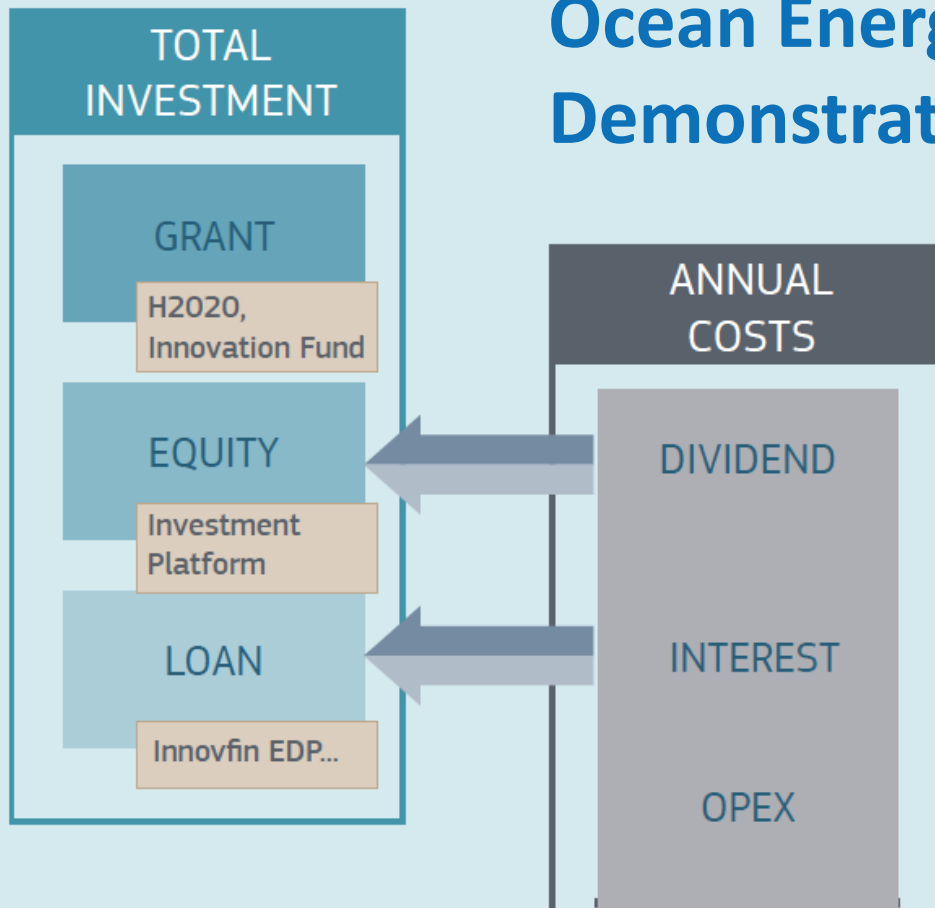 Ocean Energ
Demonstrat
TOTAL
INVESTMENT
GRANT
H2020,
Innovation Fund
EQUITY
Investment
Platform
LOAN
Innovfin EDP...
ANNUAL
COSTS
DIVIDEND
INTEREST
OPEX